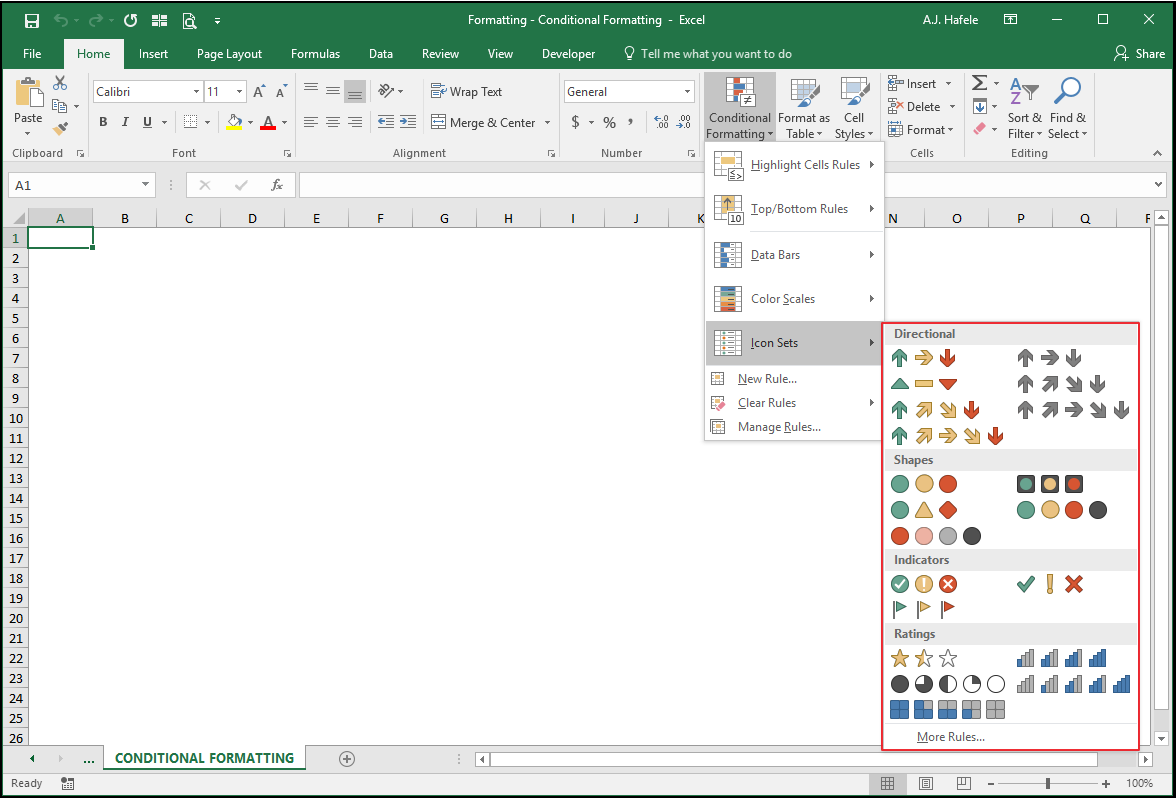 Formatting - Conditional Formatting - Excel
A.J. Hafele
File Home Insert Page Layout Formulas Data Review View Developer Tell me what you want to do Share
Paste
Clipboard
Calibri 11
B I U A
Font
Wrap Text
Merge & Center
Alignment
General
$ % ,
Number
Conditional Formatting
Format as Table
Cell Styles
Insert
Delete
Format
Cells
Sort & Filter
Find & Select
Editing
A1
fx
A B C D E F G H I J K N O P Q R
1
2
3
4
5
6
7
8
9
10
11
12
13
14
15
16
17
18
19
20
21
22
23
24
25
26
Highlight Cells Rules
Top/Bottom Rules
Data Bars
Color Scales
Icon Sets
New Rule...
Clear Rules
Manage Rules...
Directional
Shapes
Indicators
Ratings
More Rules...
... CONDITIONAL FORMATTING
Ready
100%